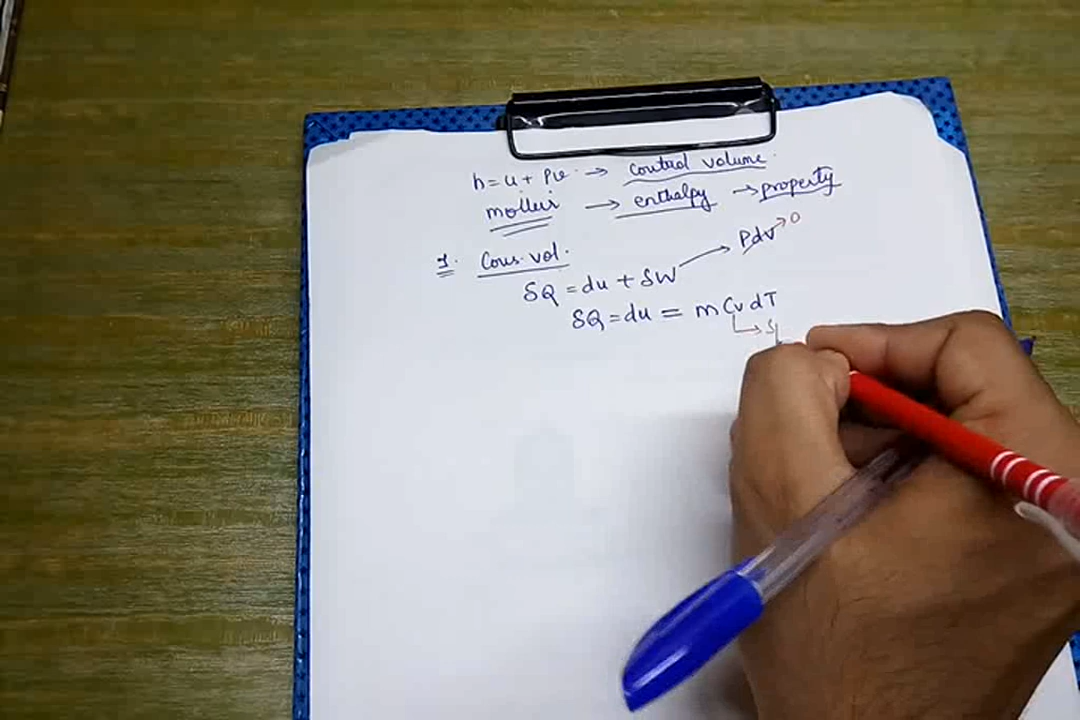 h = u + pv. → control volume.
mollier → enthalpy → property
1. Cons. vol.
δQ = du + δW → Pdv → 0
δQ = du = m Cv dT
↳ s